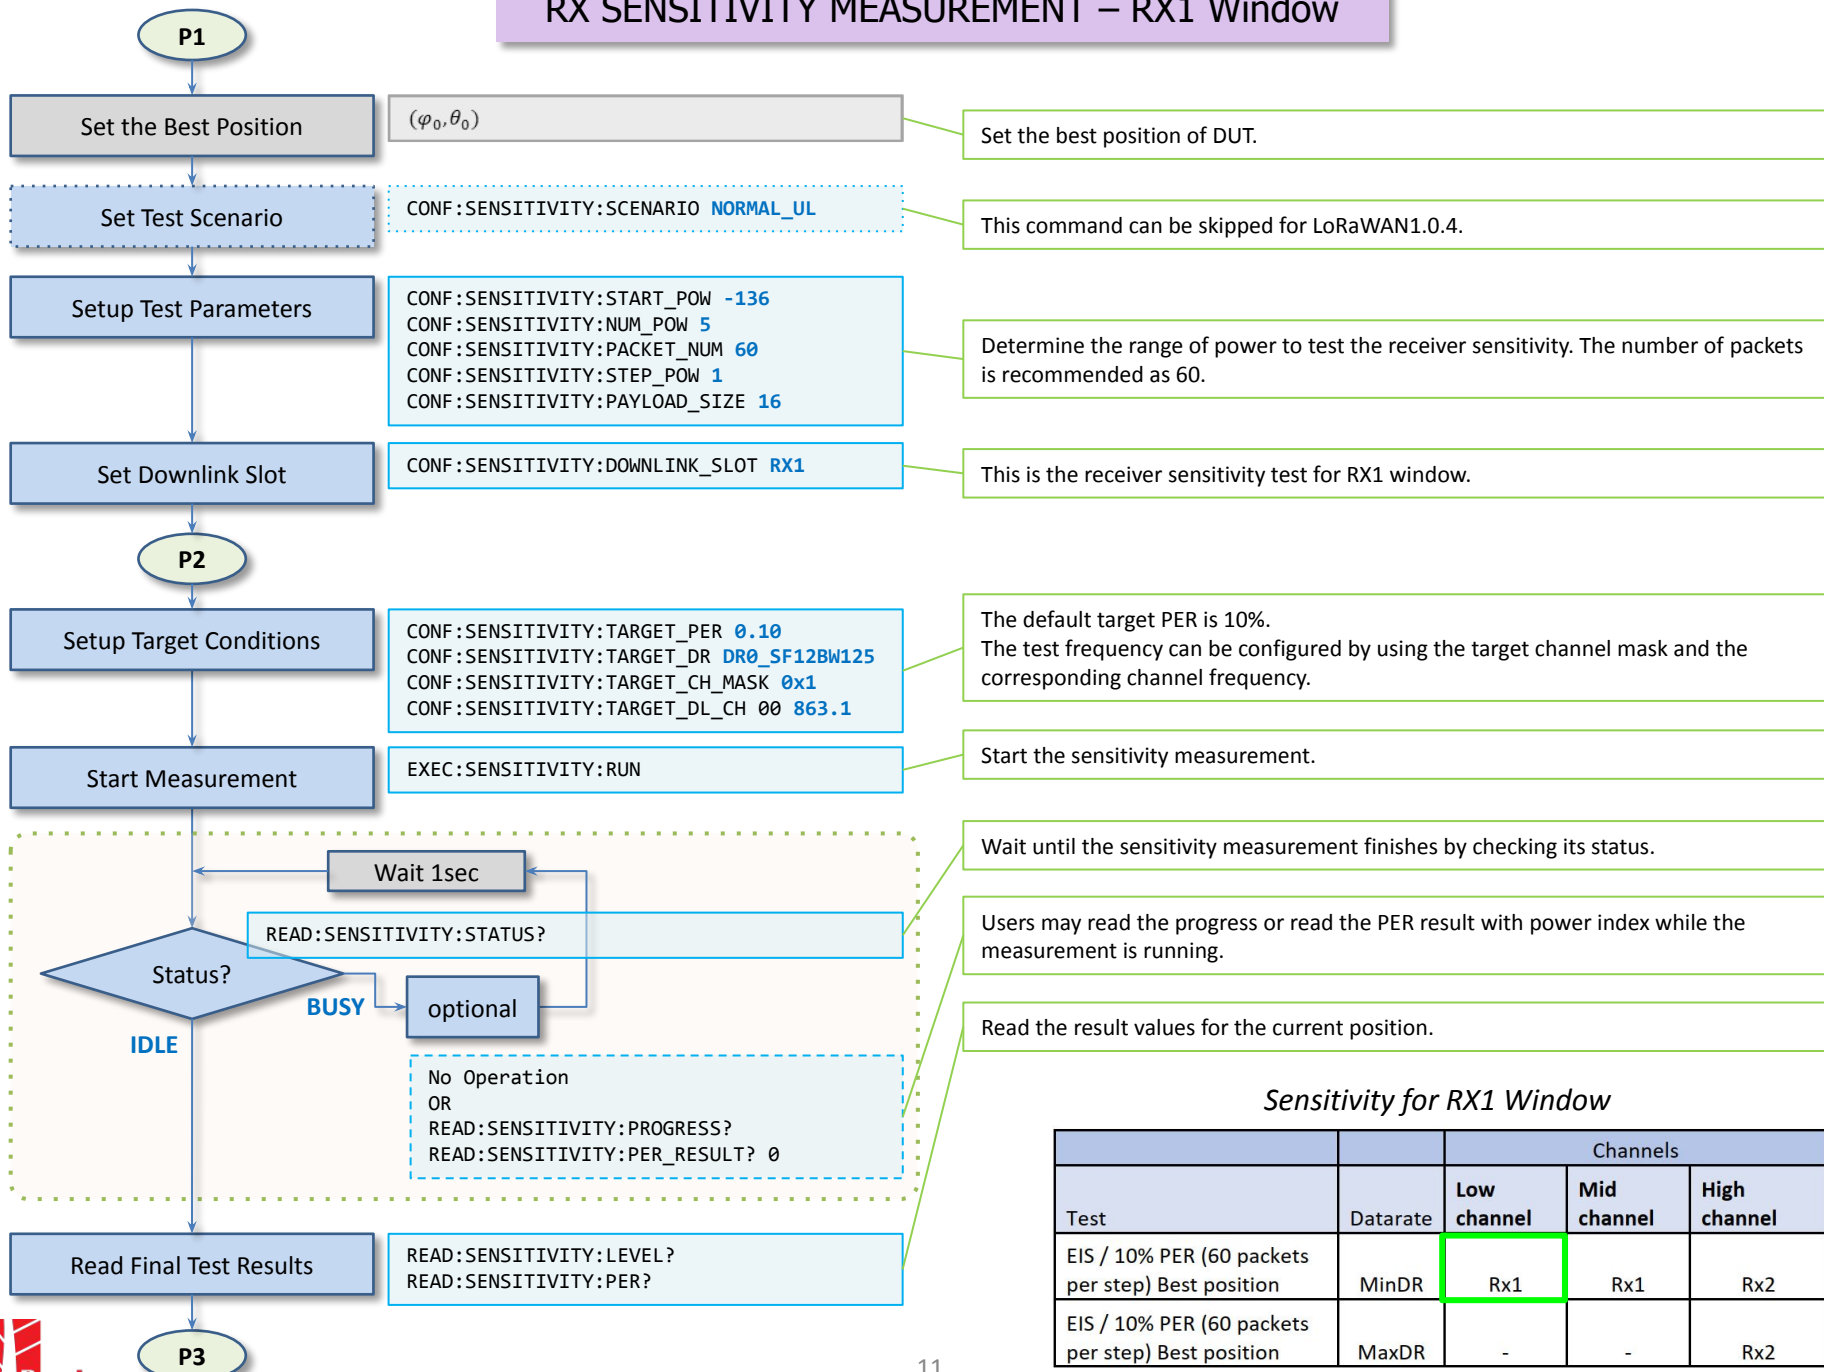 RX SENSITIVITY MEASUREMENT – RX1 Window
P1
Set the Best Position
(φ₀,θ₀)
Set the best position of DUT.
Set Test Scenario
CONF:SENSITIVITY:SCENARIO NORMAL_UL
This command can be skipped for LoRaWAN1.0.4.
Setup Test Parameters
CONF:SENSITIVITY:START_POW -136
CONF:SENSITIVITY:NUM_POW 5
CONF:SENSITIVITY:PACKET_NUM 60
CONF:SENSITIVITY:STEP_POW 1
CONF:SENSITIVITY:PAYLOAD_SIZE 16
Determine the range of power to test the receiver sensitivity. The number of packets
is recommended as 60.
Set Downlink Slot
CONF:SENSITIVITY:DOWNLINK_SLOT RX1
This is the receiver sensitivity test for RX1 window.
P2
Setup Target Conditions
CONF:SENSITIVITY:TARGET_PER 0.10
CONF:SENSITIVITY:TARGET_DR DR0_SF12BW125
CONF:SENSITIVITY:TARGET_CH_MASK 0x1
CONF:SENSITIVITY:TARGET_DL_CH 00 863.1
The default target PER is 10%.
The test frequency can be configured by using the target channel mask and the
corresponding channel frequency.
Start Measurement
EXEC:SENSITIVITY:RUN
Start the sensitivity measurement.
Wait 1sec
READ:SENSITIVITY:STATUS?
Wait until the sensitivity measurement finishes by checking its status.
Status?
BUSY
optional
IDLE
No Operation
OR
READ:SENSITIVITY:PROGRESS?
READ:SENSITIVITY:PER_RESULT? 0
Users may read the progress or read the PER result with power index while the
measurement is running.
Read Final Test Results
READ:SENSITIVITY:LEVEL?
READ:SENSITIVITY:PER?
Read the result values for the current position.
P3
Sensitivity for RX1 Window
Channels
Test Datarate Low channel Mid channel High channel
EIS / 10% PER (60 packets
per step) Best position MinDR Rx1 Rx1 Rx2
EIS / 10% PER (60 packets
per step) Best position MaxDR - - Rx2
11